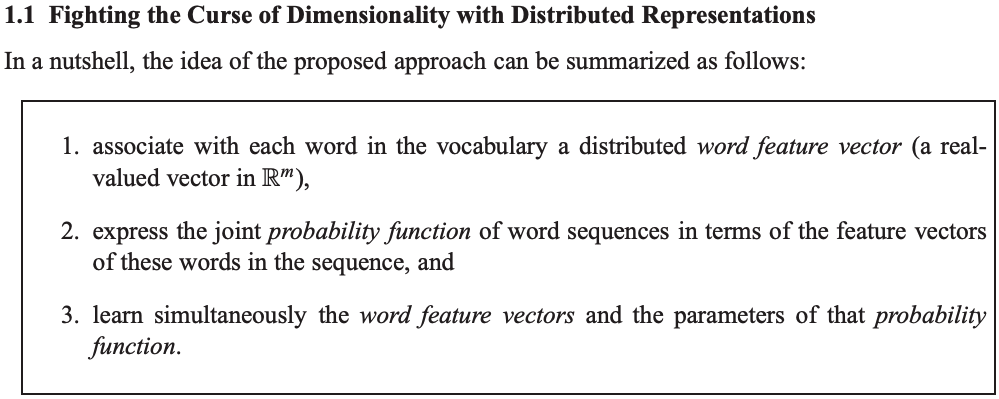 1.1 Fighting the Curse of Dimensionality with Distributed Representations
In a nutshell, the idea of the proposed approach can be summarized as follows:
1. associate with each word in the vocabulary a distributed word feature vector (a real-
valued vector in ℝᵐ),
2. express the joint probability function of word sequences in terms of the feature vectors
of these words in the sequence, and
3. learn simultaneously the word feature vectors and the parameters of that probability
function.